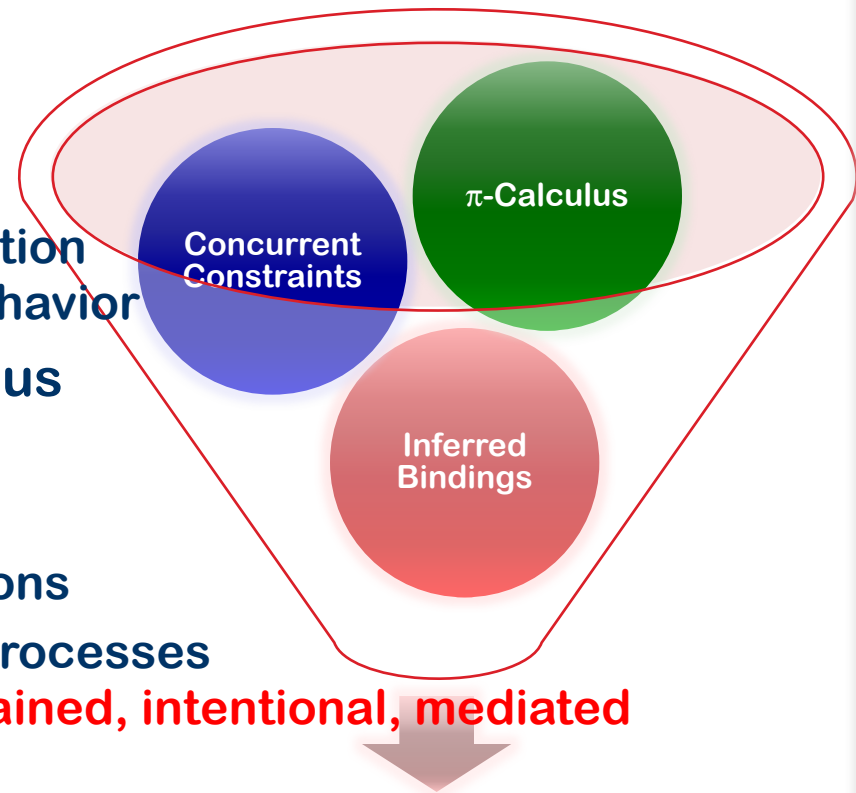 π-Calculus
Concurrent
Constraints
tion
havior
us
Inferred
Bindings
ons
rocesses
ained, intentional, mediated